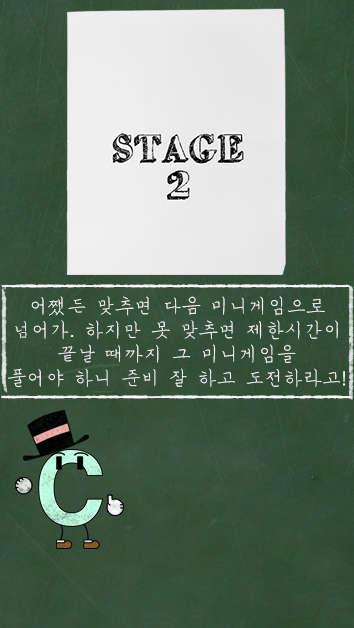 STAGE
2
어쨌든 맞추면 다음 미니게임으로
넘어가. 하지만 못 맞추면 제한시간이
끝날 때까지 그 미니게임을
풀어야 하니 준비 잘 하고 도전하라고!
C